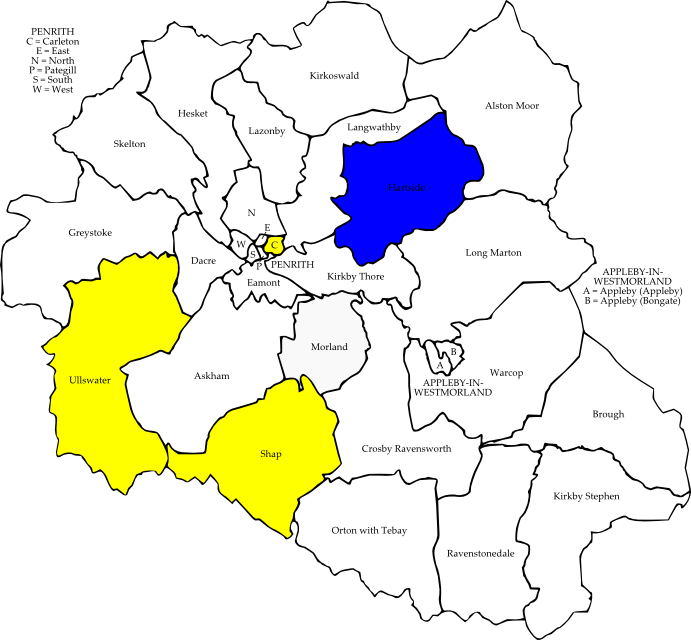 PENRITH
C = Carleton
E = East
N = North
P = Pategill
S = South
W = West
Kirkoswald
Alston Moor
Hesket
Langwathby
Lazonby
Skelton
Hartside
N
Greystoke
E
W
C
S
Long Marton
Dacre
P
PENRITH
Kirkby Thore
Eamont
APPLEBY-IN-
WESTMORLAND
A = Appleby (Appleby)
B = Appleby (Bongate)
Morland
B
A
Warcop
Askham
Ullswater
APPLEBY-IN-
WESTMORLAND
Brough
Crosby Ravensworth
Shap
Kirkby Stephen
Orton with Tebay
Ravenstonedale